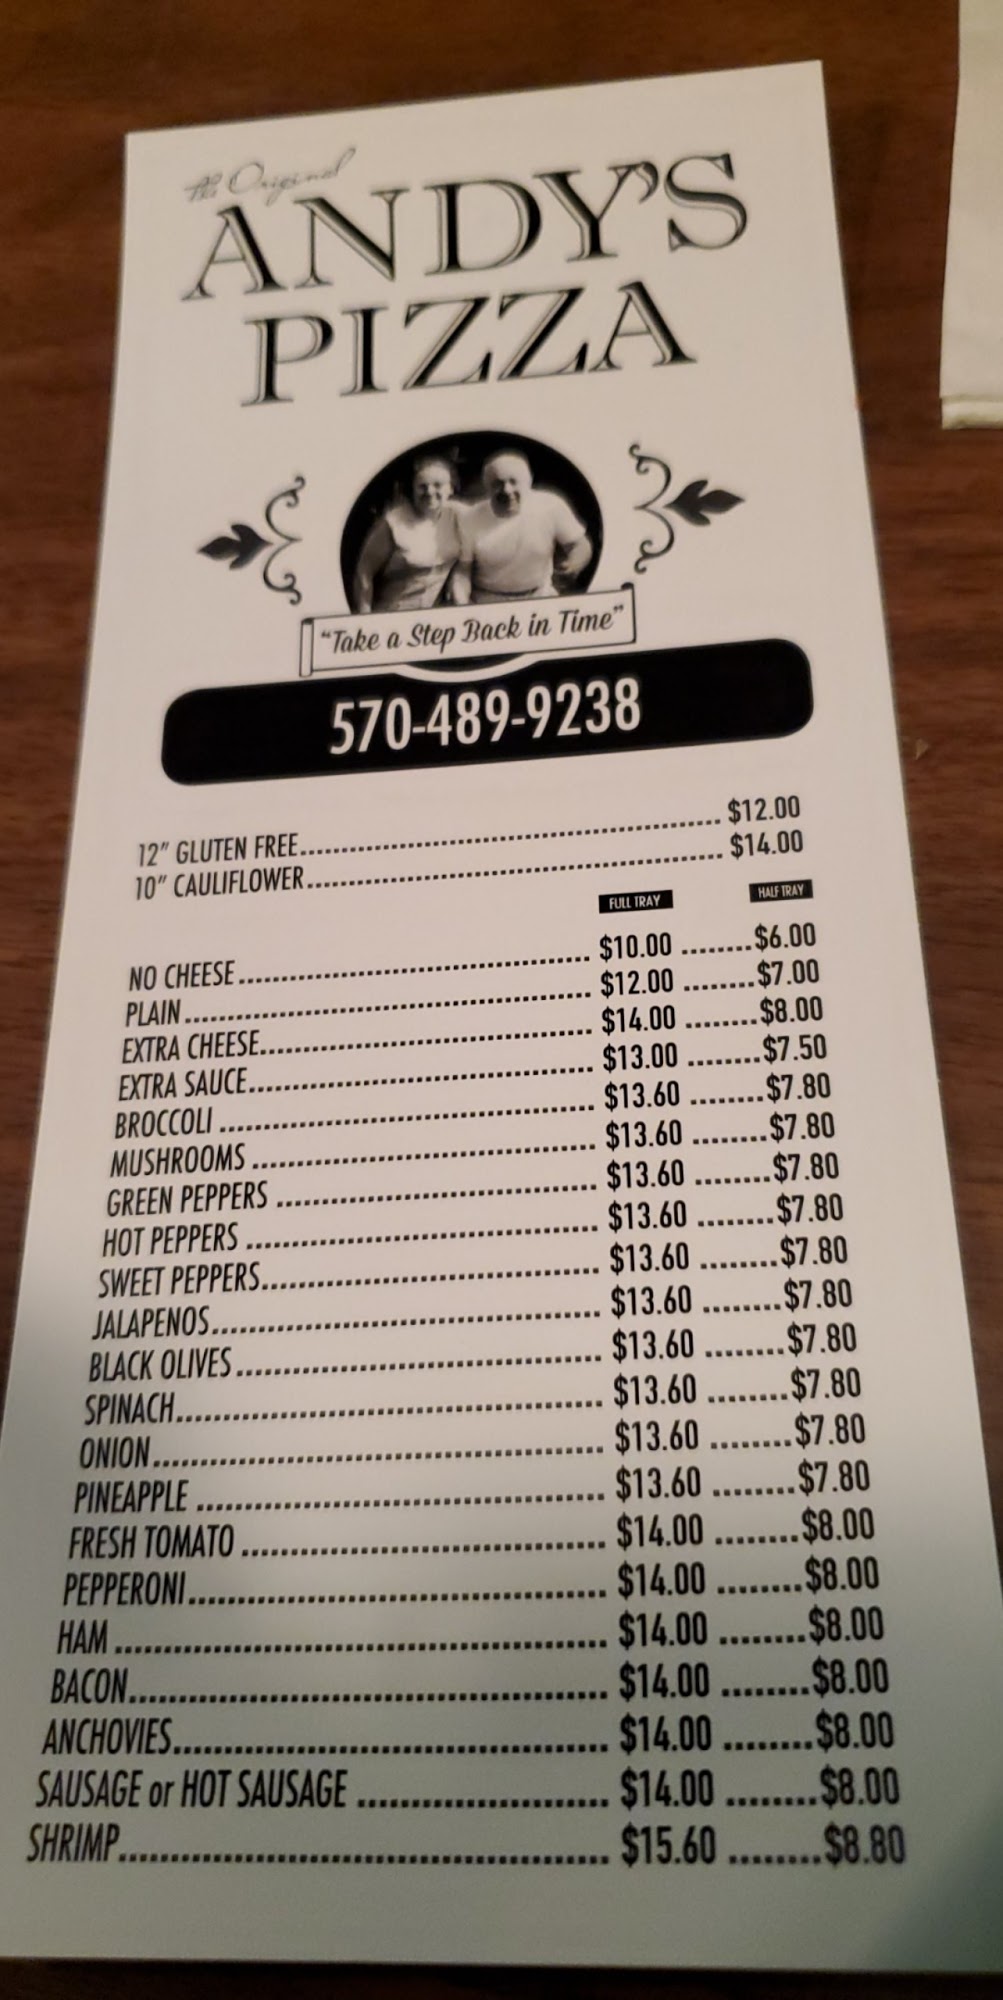 the Original
ANDY'S
PIZZA
"Take a Step Back in Time"
570-489-9238
12" GLUTEN FREE.................................................. $12.00
10" CAULIFLOWER.................................................. $14.00
FULL TRAY HALF TRAY
NO CHEESE........................................ $10.00 ........$6.00
PLAIN........................................ $12.00 ........$7.00
EXTRA CHEESE........................................ $14.00 ........$8.00
EXTRA SAUCE........................................ $13.00 ........$7.50
BROCCOLI ........................................ $13.60 ........$7.80
MUSHROOMS ........................................ $13.60 ........$7.80
GREEN PEPPERS ........................................ $13.60 ........$7.80
HOT PEPPERS ........................................ $13.60 ........$7.80
SWEET PEPPERS........................................ $13.60 ........$7.80
JALAPENOS........................................ $13.60 ........$7.80
BLACK OLIVES ........................................ $13.60 ........$7.80
SPINACH........................................ $13.60 ........$7.80
ONION........................................ $13.60 ........$7.80
PINEAPPLE ........................................ $13.60 ........$7.80
FRESH TOMATO ........................................ $14.00 ........$8.00
PEPPERONI........................................ $14.00 ........$8.00
HAM ........................................ $14.00 ........$8.00
BACON........................................ $14.00 ........$8.00
ANCHOVIES........................................ $14.00 ........$8.00
SAUSAGE or HOT SAUSAGE ........................ $14.00 ........$8.00
SHRIMP........................................ $15.60 ........$8.80